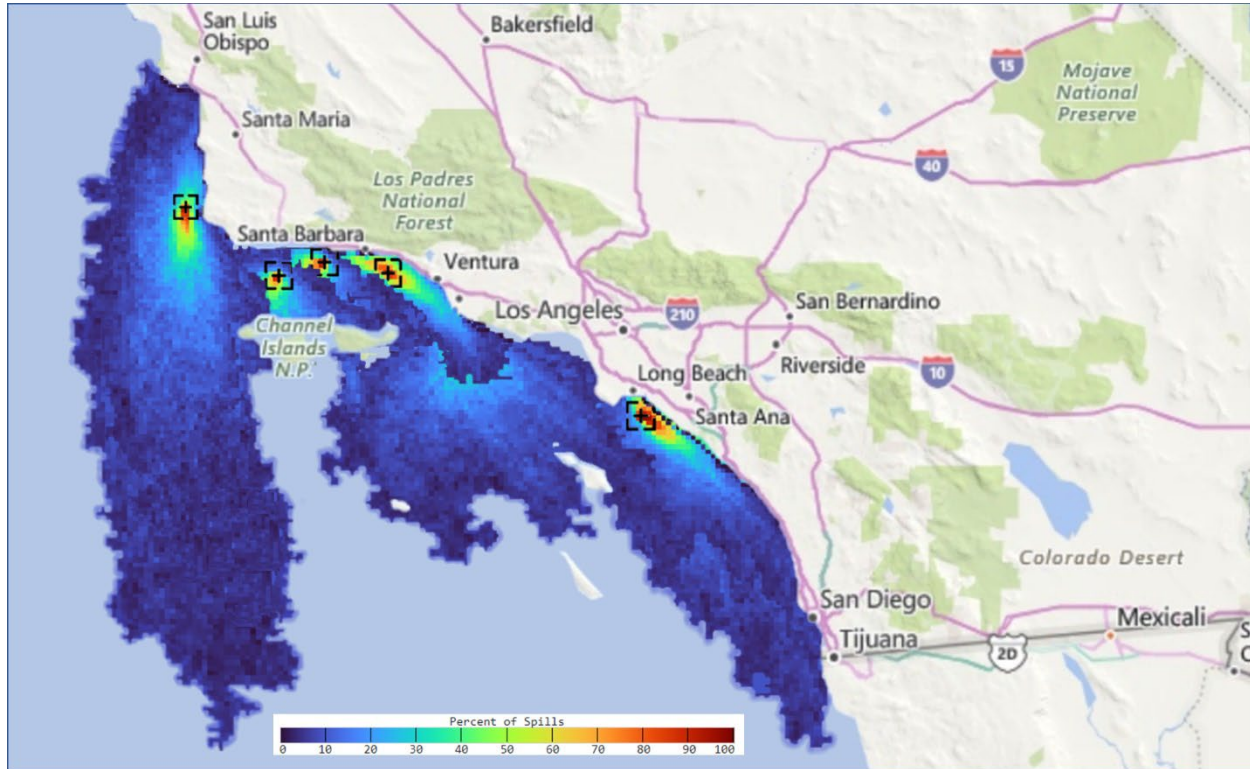 San Luis
Obispo
Bakersfield
15
Mojave
National
Preserve
Santa Maria
40
Los Padres
National
Forest
Santa Barbara
Ventura
San Bernardino
Los Angeles
210
Channel
Islands
N.P.
Riverside
10
Long Beach
Santa Ana
Colorado Desert
San Diego
Mexicali
Tijuana
2D
S
C
Percent of Spills
0 10 20 30 40 50 60 70 80 90 100